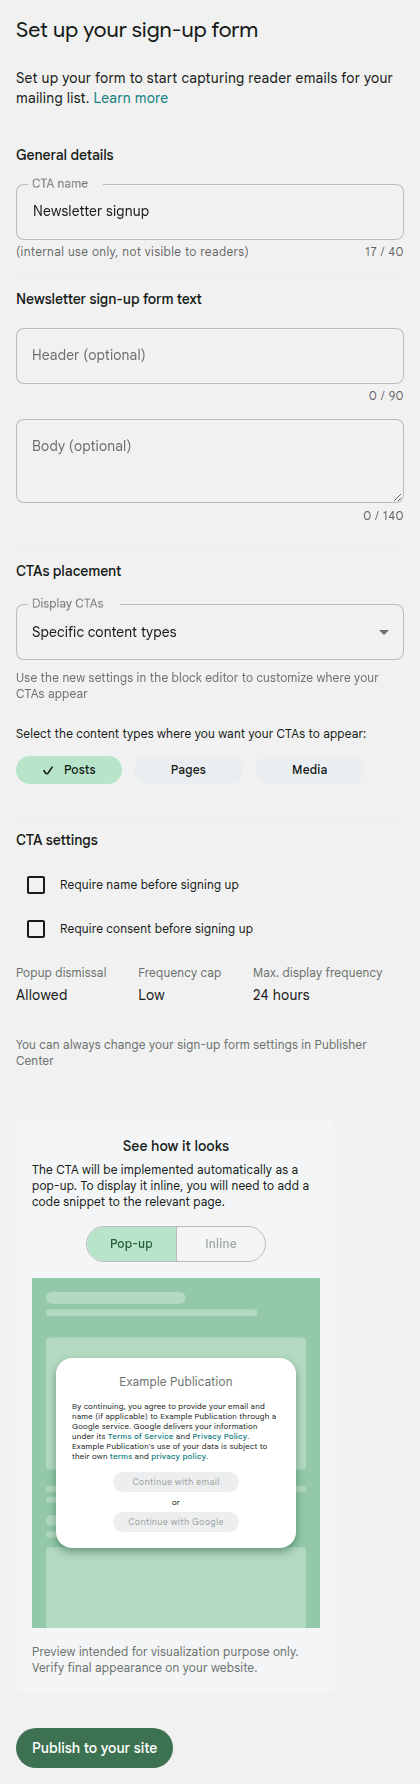 Set up your sign-up form
Set up your form to start capturing reader emails for your
mailing list. Learn more
General details
CTA name
Newsletter signup
(internal use only, not visible to readers) 17 / 40
Newsletter sign-up form text
Header (optional)
0 / 90
Body (optional)
0 / 140
CTAs placement
Display CTAs
Specific content types
Use the new settings in the block editor to customize where your
CTAs appear
Select the content types where you want your CTAs to appear:
Posts Pages Media
CTA settings
Require name before signing up
Require consent before signing up
Popup dismissal Frequency cap Max. display frequency
Allowed Low 24 hours
You can always change your sign-up form settings in Publisher
Center
See how it looks
The CTA will be implemented automatically as a
pop-up. To display it inline, you will need to add a
code snippet to the relevant page.
Pop-up Inline
Example Publication
By continuing, you agree to provide your email and
name (if applicable) to Example Publication through a
Google service. Google delivers your information
under its Terms of Service and Privacy Policy.
Example Publication's use of your data is subject to
their own terms and privacy policy.
Continue with email
or
Continue with Google
Preview intended for visualization purpose only.
Verify final appearance on your website.
Publish to your site